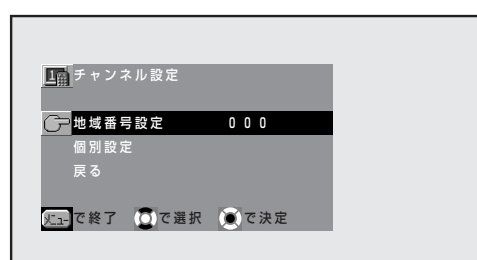 1 チャンネル設定
地域番号設定 000
個別設定
戻る
メニューで終了 で選択 で決定